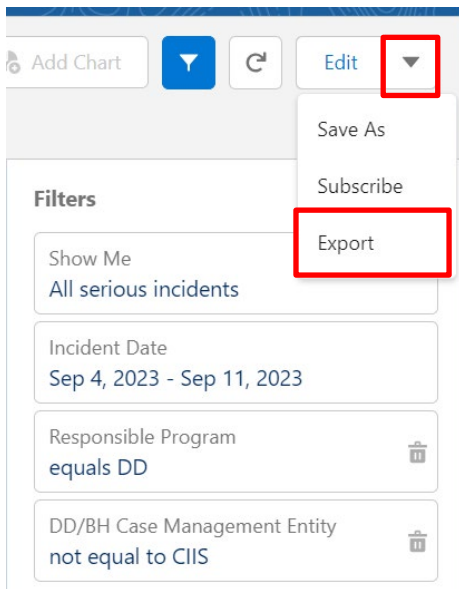 Add Chart
Edit
Save As
Subscribe
Export
Filters
Show Me
All serious incidents
Incident Date
Sep 4, 2023 - Sep 11, 2023
Responsible Program
equals DD
DD/BH Case Management Entity
not equal to CIIS